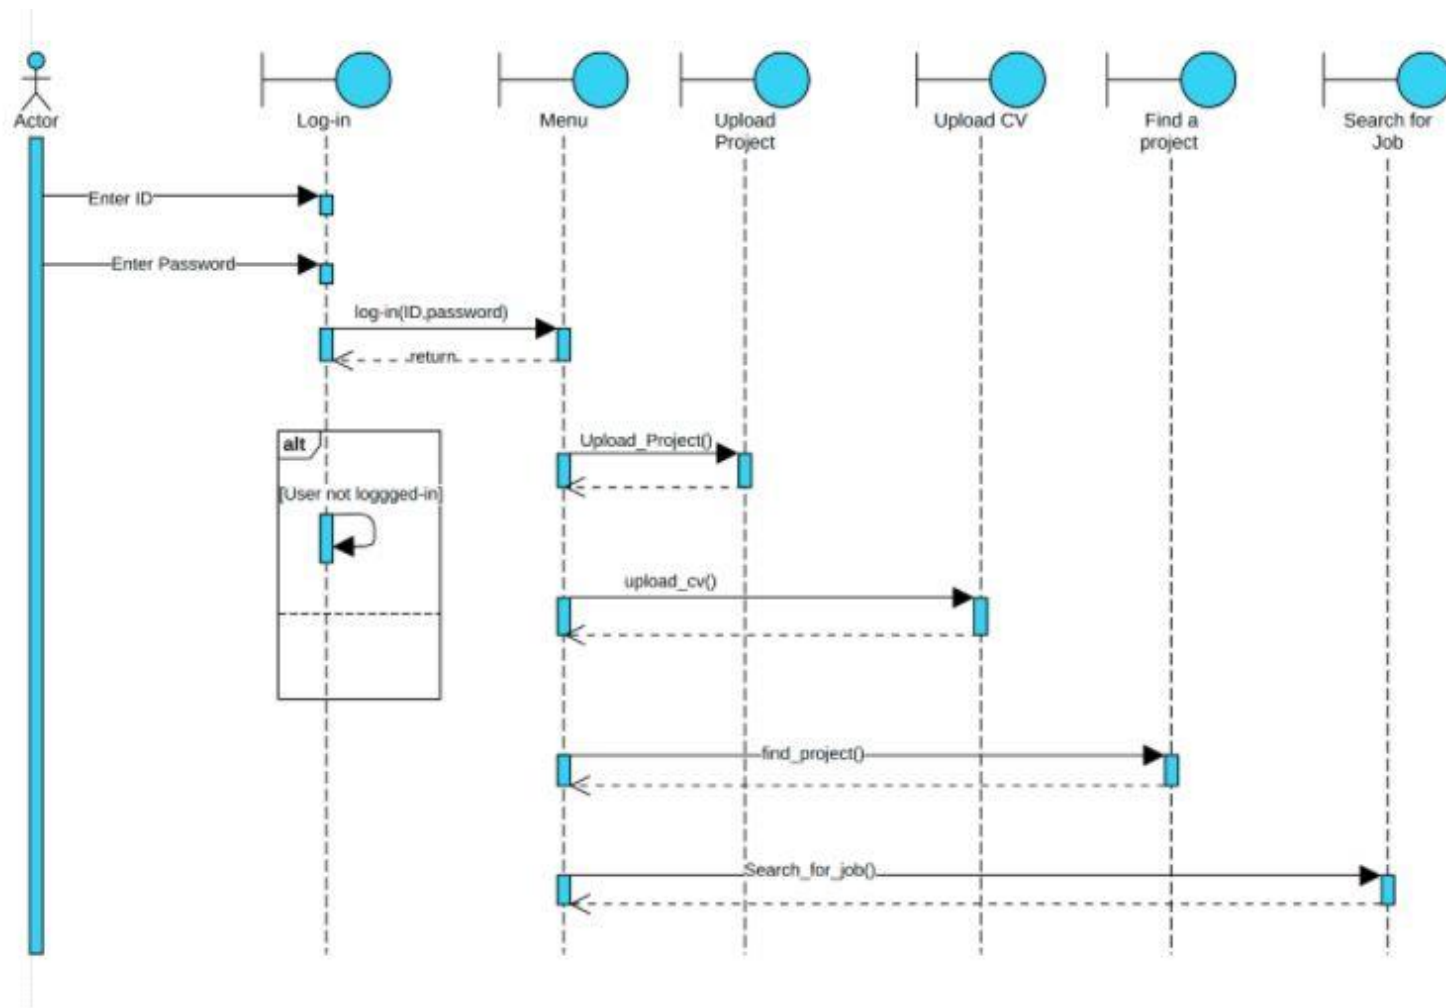 Actor
Log-in
Menu
Upload
Project
Upload CV
Find a
project
Search for
Job
Enter ID
Enter Password
log-in(ID,password)
return
alt
Upload_Project()
[User not loggged-in]
upload_cv()
find_project()
Search_for_job()